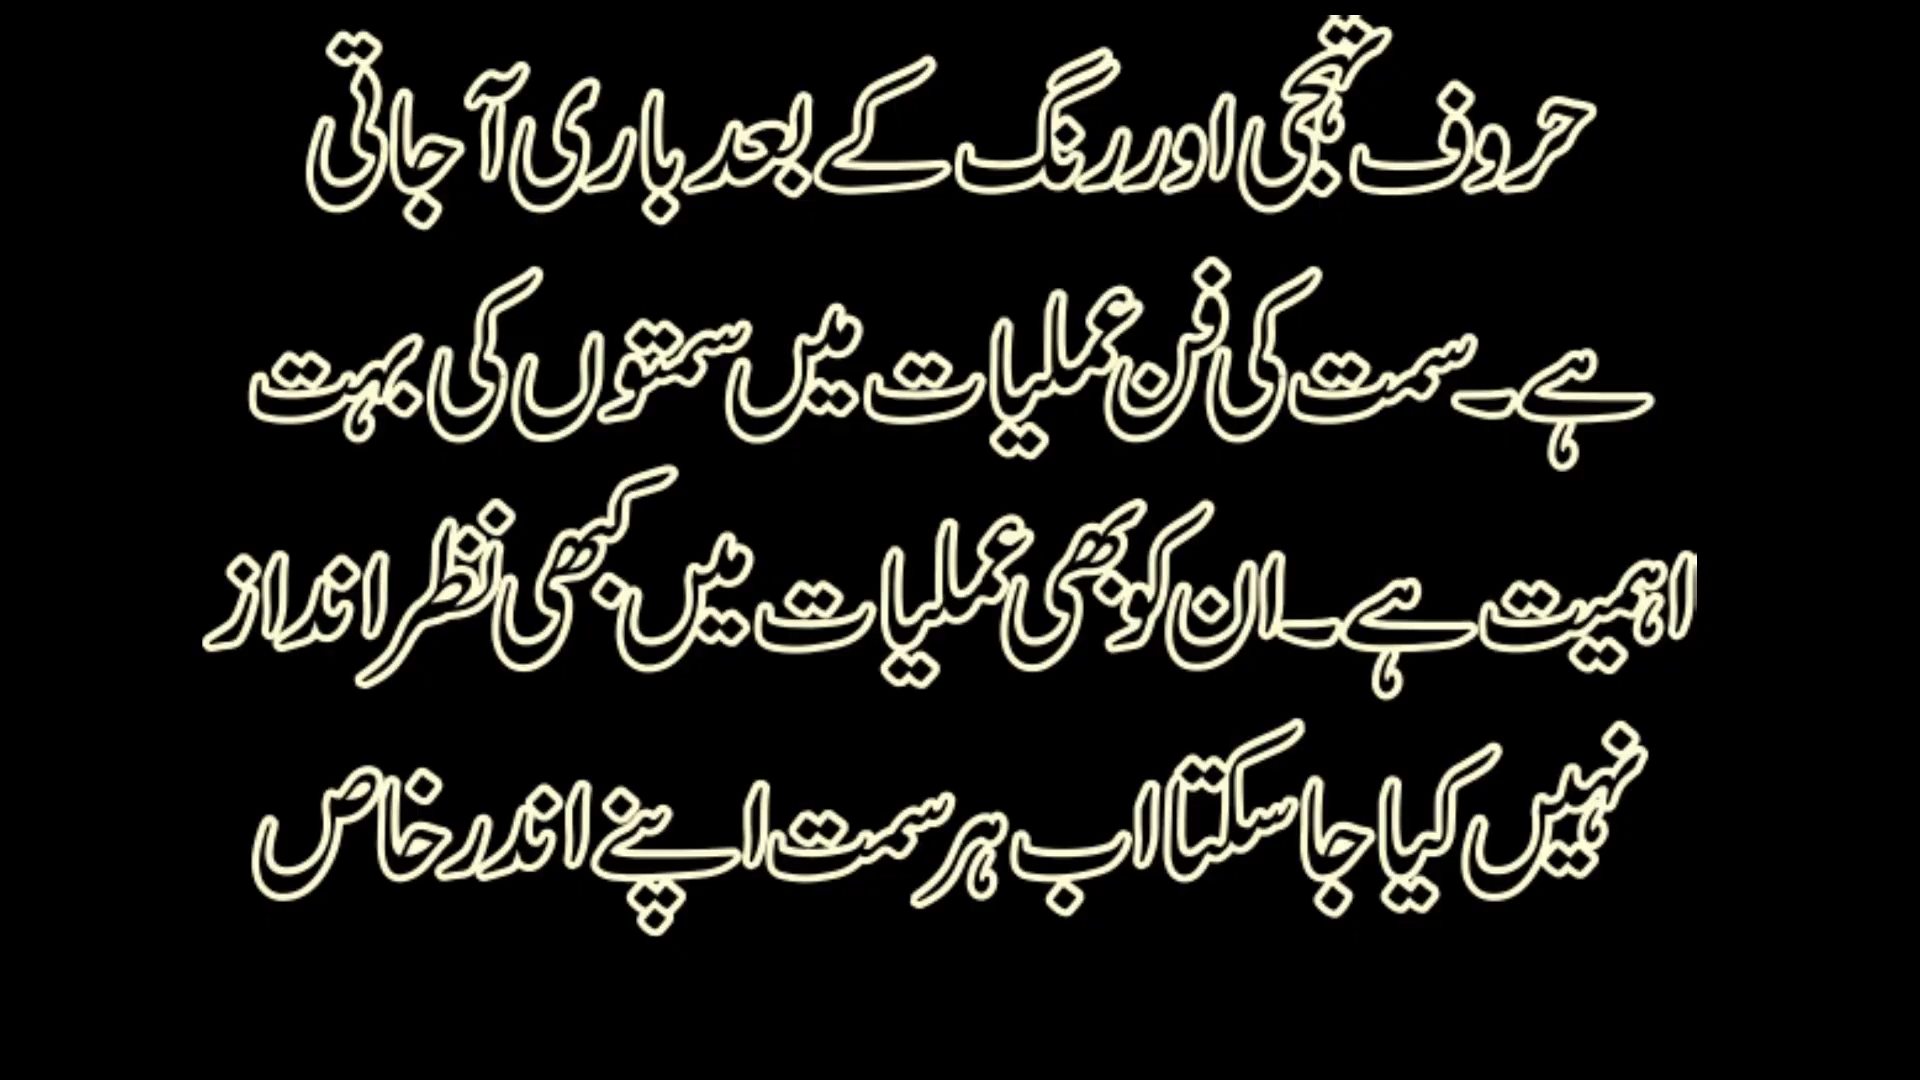 حروف تہجی اور رنگ کے بعد باری آ جاتی
ہے۔ سمت کی فن عملیات میں سمتوں کی بہت
اہمیت ہے۔ ان کو بھی عملیات میں کبھی نظر انداز
نہیں کیا جا سکتا اب ہر سمت اپنے اندر خاص